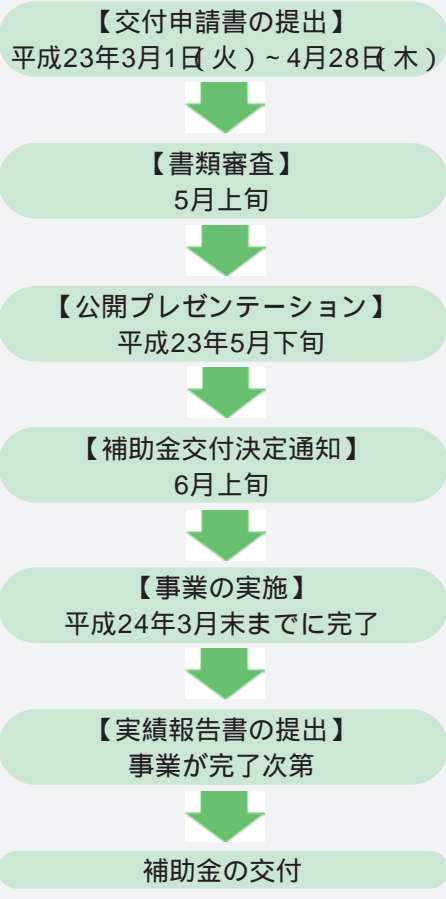 【交付申請書の提出】
平成23年3月1日(火)~4月28日(木)
【書類審査】
5月上旬
【公開プレゼンテーション】
平成23年5月下旬
【補助金交付決定通知】
6月上旬
【事業の実施】
平成24年3月末までに完了
【実績報告書の提出】
事業が完了次第
補助金の交付